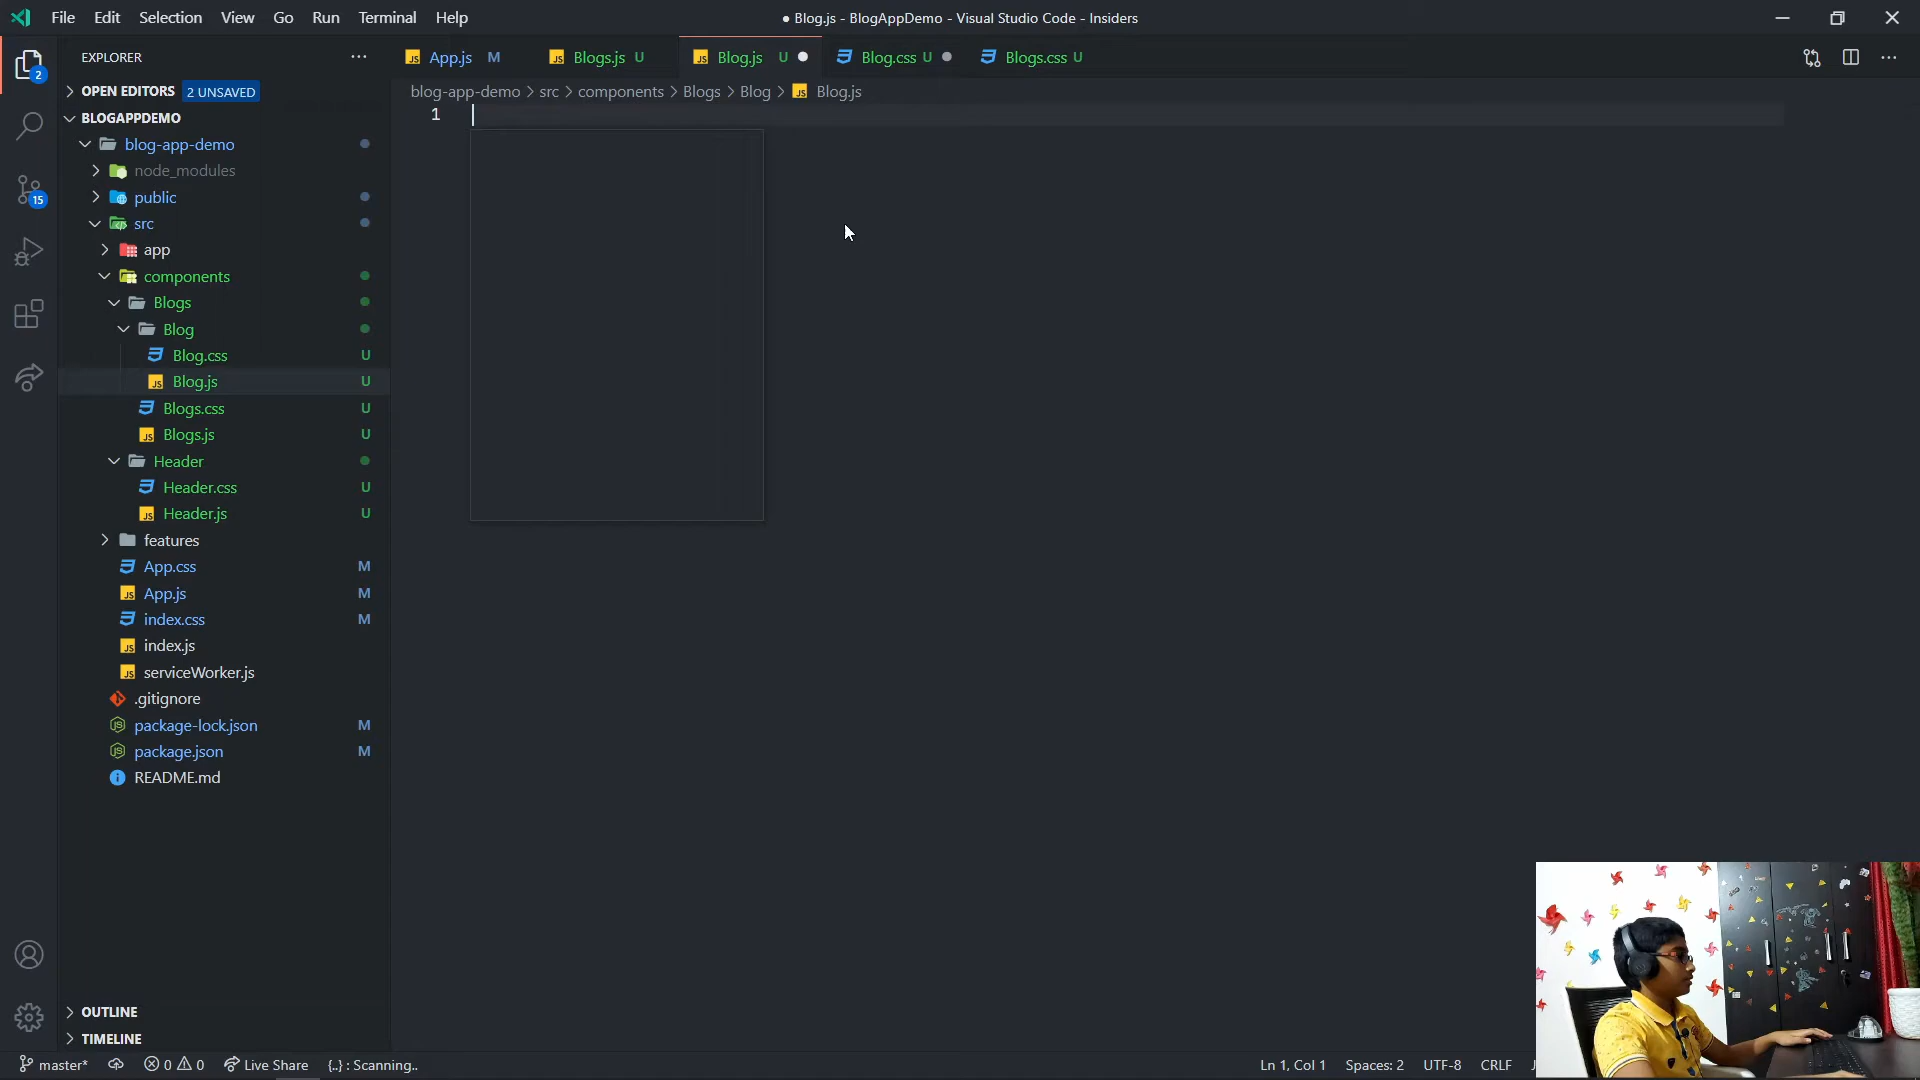 File Edit Selection View Go Run Terminal Help
● Blog.js - BlogAppDemo - Visual Studio Code - Insiders
EXPLORER
App.js M
Blogs.js U
Blog.js U
Blog.css U
Blogs.css U
OPEN EDITORS 2 UNSAVED
blog-app-demo > src > components > Blogs > Blog > JS Blog.js
1
BLOGAPPDEMO
blog-app-demo
node_modules
public
src
app
components
Blogs
Blog
Blog.css U
Blog.js U
Blogs.css U
Blogs.js U
Header
Header.css U
Header.js U
features
App.css M
App.js M
index.css M
index.js
serviceWorker.js
.gitignore
package-lock.json M
package.json M
README.md
2
15
OUTLINE
TIMELINE
master* 0 0 Live Share {..} : Scanning..
Ln 1, Col 1 Spaces: 2 UTF-8 CRLF